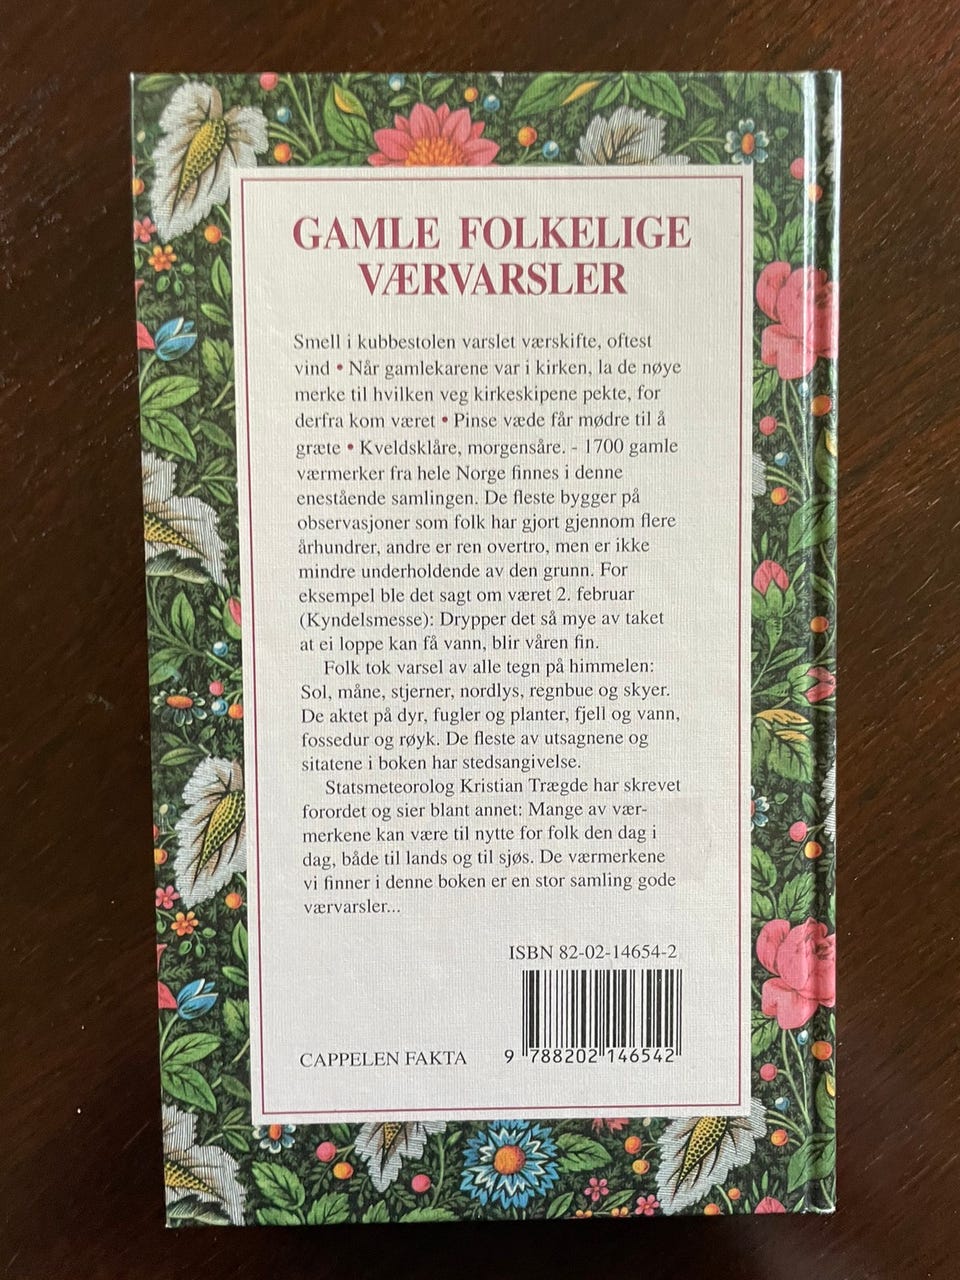 GAMLE FOLKELIGE
VÆRVARSLER
Smell i kubbestolen varslet værskifte, oftest
vind • Når gamlekarene var i kirken, la de nøye
merke til hvilken veg kirkeskipene pekte, for
derfra kom været • Pinse væde får mødre til å
græte • Kveldsklåre, morgensåre. - 1700 gamle
værmerker fra hele Norge finnes i denne
enestående samlingen. De fleste bygger på
observasjoner som folk har gjort gjennom flere
århundrer, andre er ren overtro, men er ikke
mindre underholdende av den grunn. For
eksempel ble det sagt om været 2. februar
(Kyndelsmesse): Drypper det så mye av taket
at ei loppe kan få vann, blir våren fin.
Folk tok varsel av alle tegn på himmelen:
Sol, måne, stjerner, nordlys, regnbue og skyer.
De aktet på dyr, fugler og planter, fjell og vann,
fossedur og røyk. De fleste av utsagnene og
sitatene i boken har stedsangivelse.
Statsmeteorolog Kristian Trægde har skrevet
forordet og sier blant annet: Mange av vær-
merkene kan være til nytte for folk den dag i
dag, både til lands og til sjøs. De værmerkene
vi finner i denne boken er en stor samling gode
værvarsler...
ISBN 82-02-14654-2
CAPPELEN FAKTA
9 788202 146542